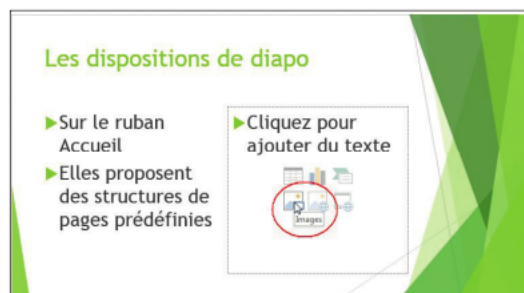 Les dispositions de diapo
▶Sur le ruban
Accueil
▶Elles proposent
des structures de
pages prédéfinies
▶Cliquez pour
ajouter du texte
Images